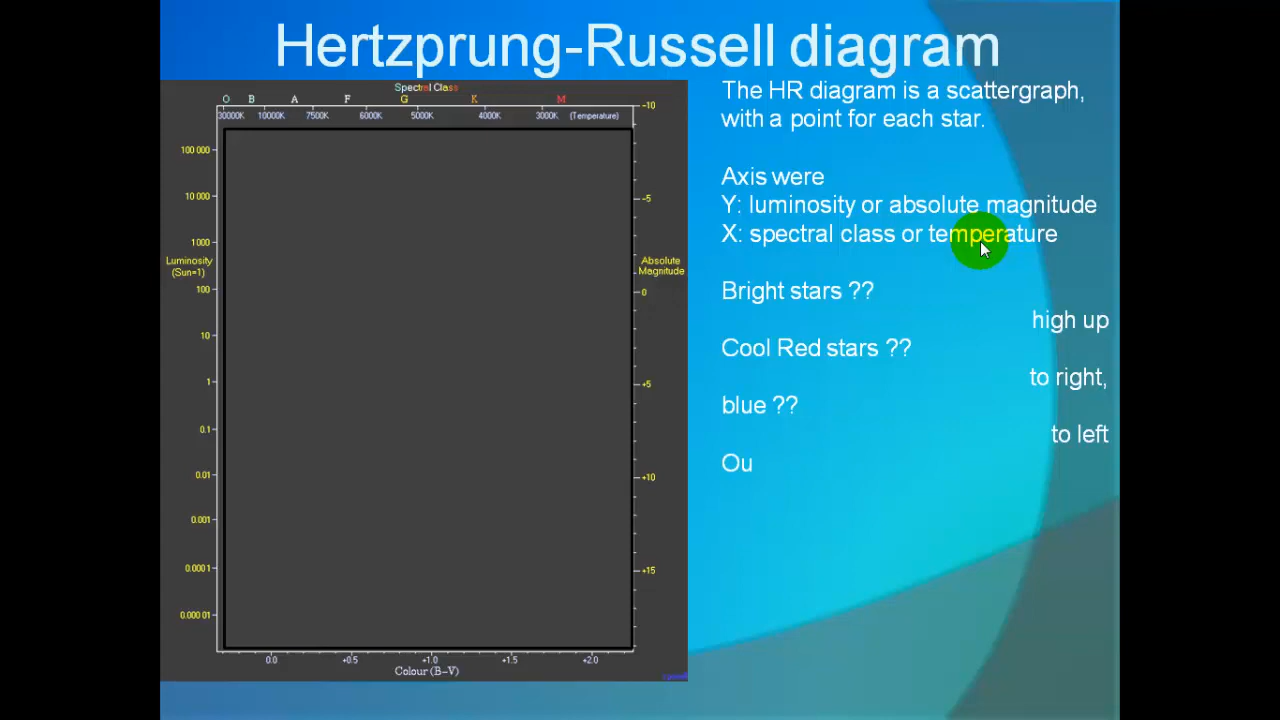 Hertzprung-Russell diagram
Spectral Class
O B A F G K M
30000K 10000K 7500K 6000K 5000K 4000K 3000K (Temperature)
100 000
10 000
1000
Luminosity
(Sun=1)
100
10
1
0.1
0.01
0.001
0.000 1
0.000 01
-10
-5
Absolute
Magnitude
0
+5
+10
+15
0.0 +0.5 +1.0 +1.5 +2.0
Colour (B-V)
The HR diagram is a scattergraph,
with a point for each star.
Axis were
Y: luminosity or absolute magnitude
X: spectral class or temperature
Bright stars ??
high up
Cool Red stars ??
to right,
blue ??
to left
Ou